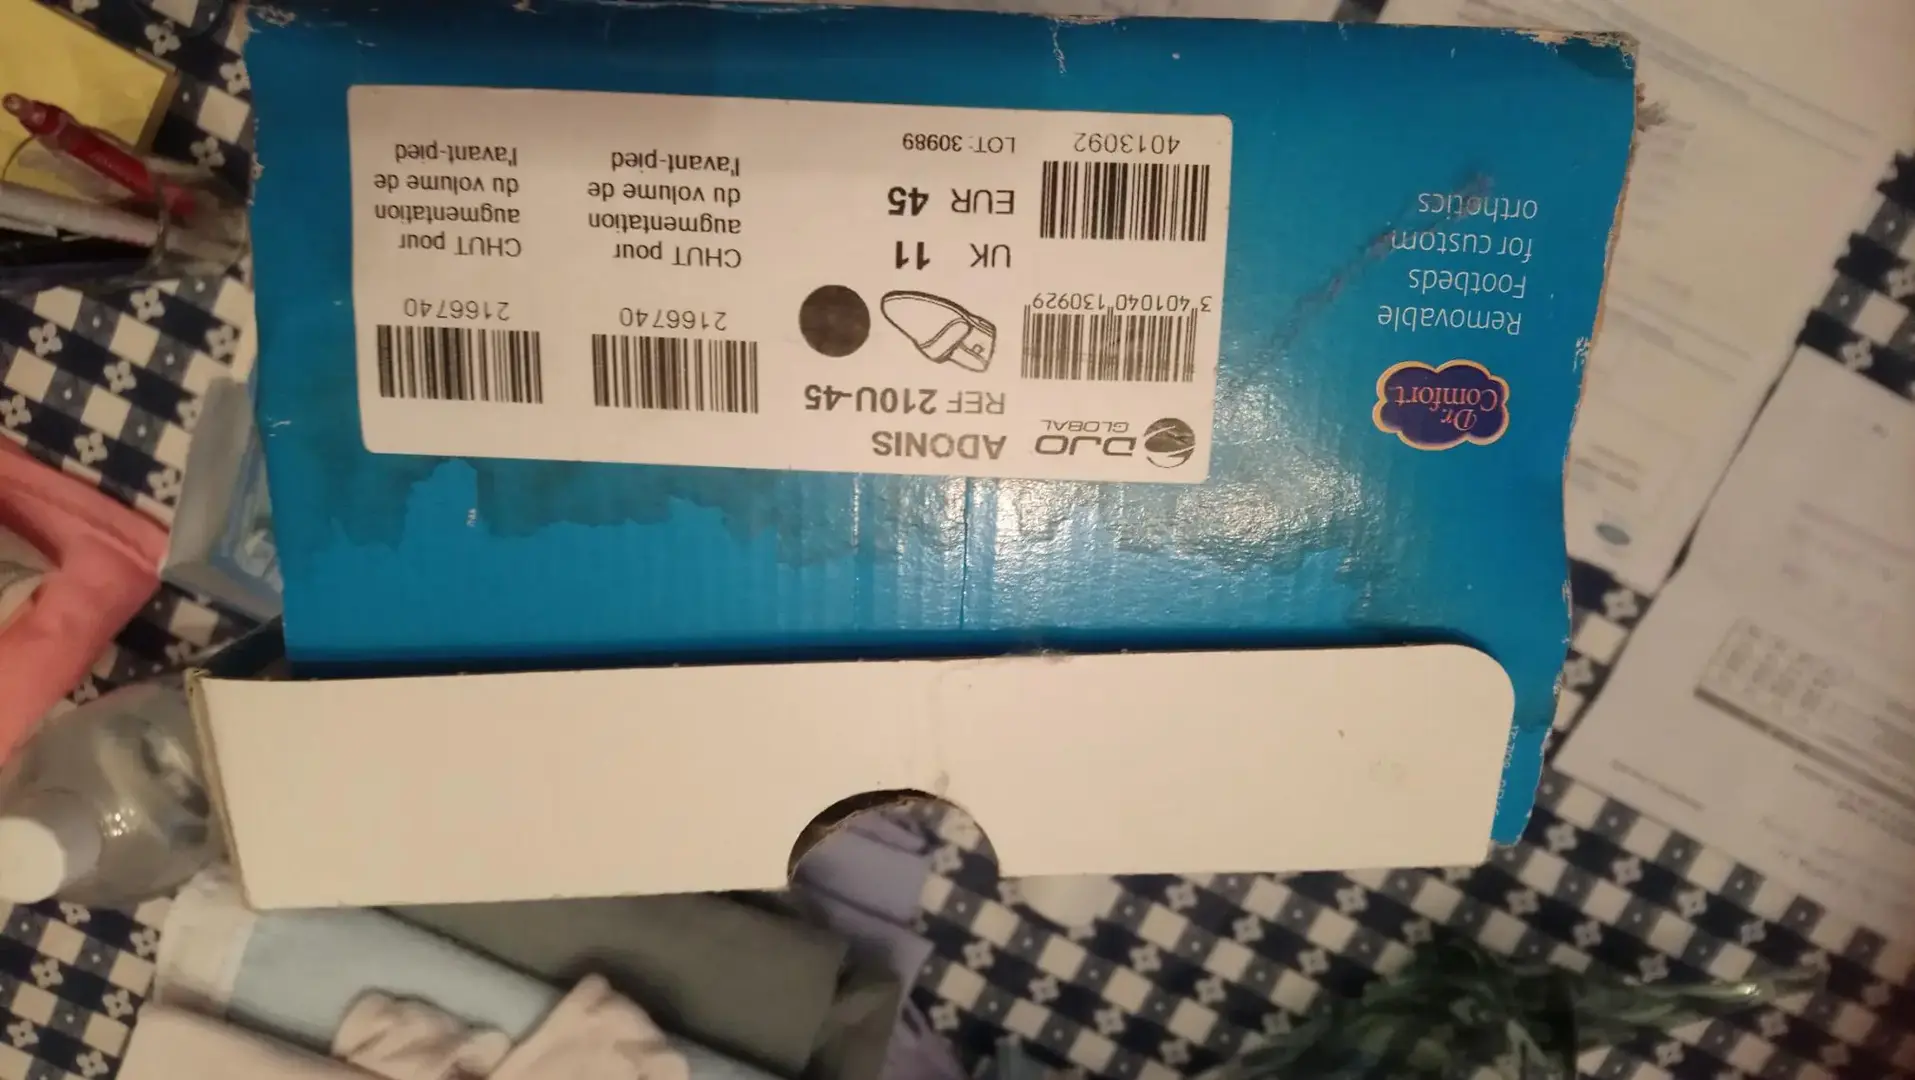 DJO
GLOBAL
ADONIS
REF 210U-45
3 401040 130929
UK 11
EUR 45
4013092
LOT: 30989
2166740
CHUT pour
augmentation
du volume de
l'avant-pied
2166740
CHUT pour
augmentation
du volume de
l'avant-pied
Dr.
Comfort
Removable
Footbeds
for custom
orthotics